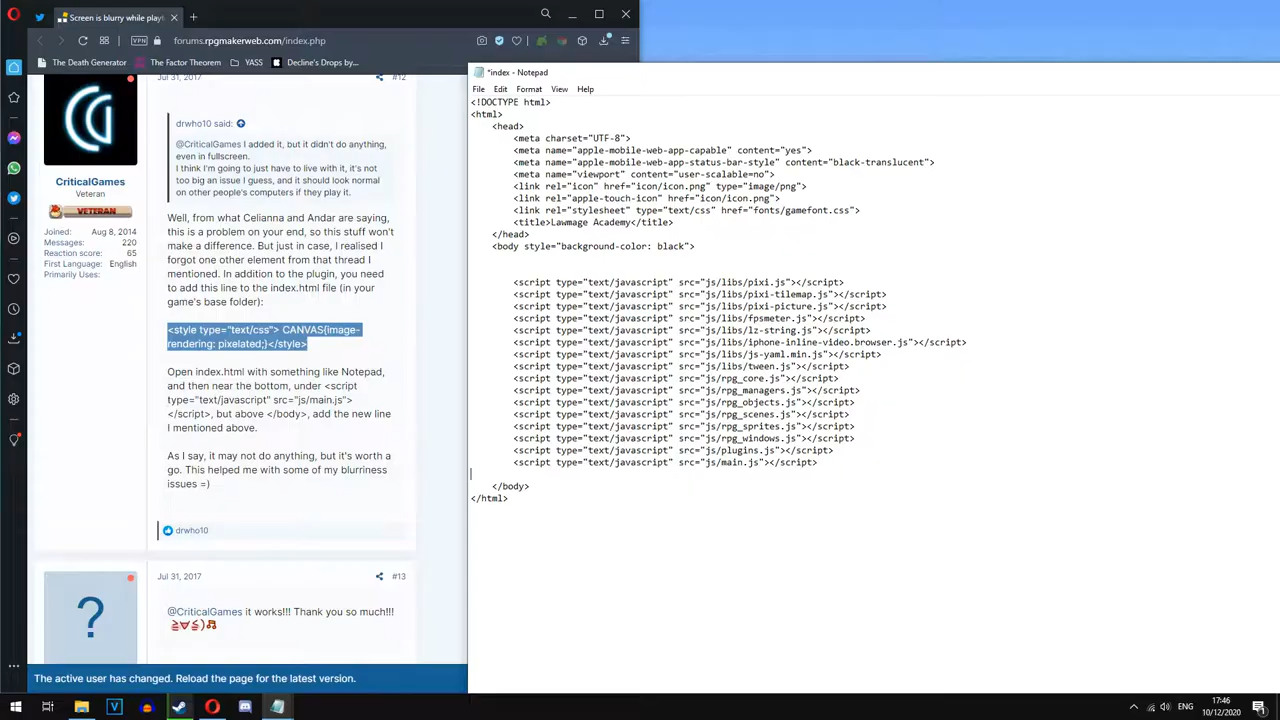 Screen is blurry while playt
VPN
forums.rpgmakerweb.com/index.php
The Death Generator
The Factor Theorem
YASS
Decline's Drops by...
Jul 31, 2017
#12
drwho10 said:
@CriticalGames I added it, but it didn't do anything,
even in fullscreen.
I think I'm going to just have to live with it, it's not
too big an issue I guess, and it should look normal
on other people's computers if they play it.
CriticalGames
Veteran
VETERAN
Joined: Aug 8, 2014
Messages: 220
Reaction score: 65
First Language: English
Primarily Uses:
Well, from what Celianna and Andar are saying,
this is a problem on your end, so this stuff won't
make a difference. But just in case, I realised I
forgot one other element from that thread I
mentioned. In addition to the plugin, you need
to add this line to the index.html file (in your
game's base folder):
<style type="text/css"> CANVAS{image-
rendering: pixelated;}</style>
Open index.html with something like Notepad,
and then near the bottom, under <script
type="text/javascript" src="js/main.js">
</script>, but above </body>, add the new line
I mentioned above.
As I say, it may not do anything, but it's worth a
go. This helped me with some of my blurriness
issues =)
drwho10
Jul 31, 2017
#13
?
@CriticalGames it works!!! Thank you so much!!!
The active user has changed. Reload the page for the latest version.
*index - Notepad
File Edit Format View Help
<!DOCTYPE html>
<html>
<head>
<meta charset="UTF-8">
<meta name="apple-mobile-web-app-capable" content="yes">
<meta name="apple-mobile-web-app-status-bar-style" content="black-translucent">
<meta name="viewport" content="user-scalable=no">
<link rel="icon" href="icon/icon.png" type="image/png">
<link rel="apple-touch-icon" href="icon/icon.png">
<link rel="stylesheet" type="text/css" href="fonts/gamefont.css">
<title>Lawmage Academy</title>
</head>
<body style="background-color: black">
<script type="text/javascript" src="js/libs/pixi.js"></script>
<script type="text/javascript" src="js/libs/pixi-tilemap.js"></script>
<script type="text/javascript" src="js/libs/pixi-picture.js"></script>
<script type="text/javascript" src="js/libs/fpsmeter.js"></script>
<script type="text/javascript" src="js/libs/lz-string.js"></script>
<script type="text/javascript" src="js/libs/iphone-inline-video.browser.js"></script>
<script type="text/javascript" src="js/libs/js-yaml.min.js"></script>
<script type="text/javascript" src="js/libs/tween.js"></script>
<script type="text/javascript" src="js/rpg_core.js"></script>
<script type="text/javascript" src="js/rpg_managers.js"></script>
<script type="text/javascript" src="js/rpg_objects.js"></script>
<script type="text/javascript" src="js/rpg_scenes.js"></script>
<script type="text/javascript" src="js/rpg_sprites.js"></script>
<script type="text/javascript" src="js/rpg_windows.js"></script>
<script type="text/javascript" src="js/plugins.js"></script>
<script type="text/javascript" src="js/main.js"></script>
</body>
</html>
ENG
17:46
10/12/2020